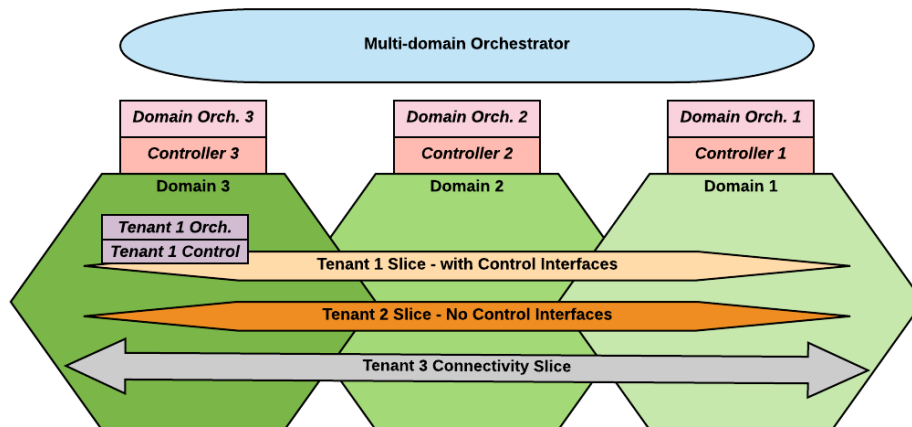 Multi-domain Orchestrator
Domain Orch. 3
Domain Orch. 2
Domain Orch. 1
Controller 3
Controller 2
Controller 1
Domain 3
Domain 2
Domain 1
Tenant 1 Orch.
Tenant 1 Control
Tenant 1 Slice - with Control Interfaces
Tenant 2 Slice - No Control Interfaces
Tenant 3 Connectivity Slice